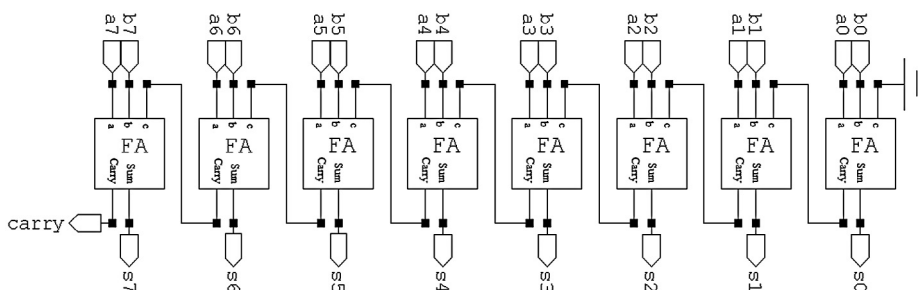 b7 b6 b5 b4 b3 b2 b1 b0
a7 a6 a5 a4 a3 a2 a1 a0
a b c a b c a b c a b c a b c a b c a b c a b c
FA FA FA FA FA FA FA FA
Carry Sum Carry Sum Carry Sum Carry Sum Carry Sum Carry Sum Carry Sum Carry Sum
carry
s7 s6 s5 s4 s3 s2 s1 s0